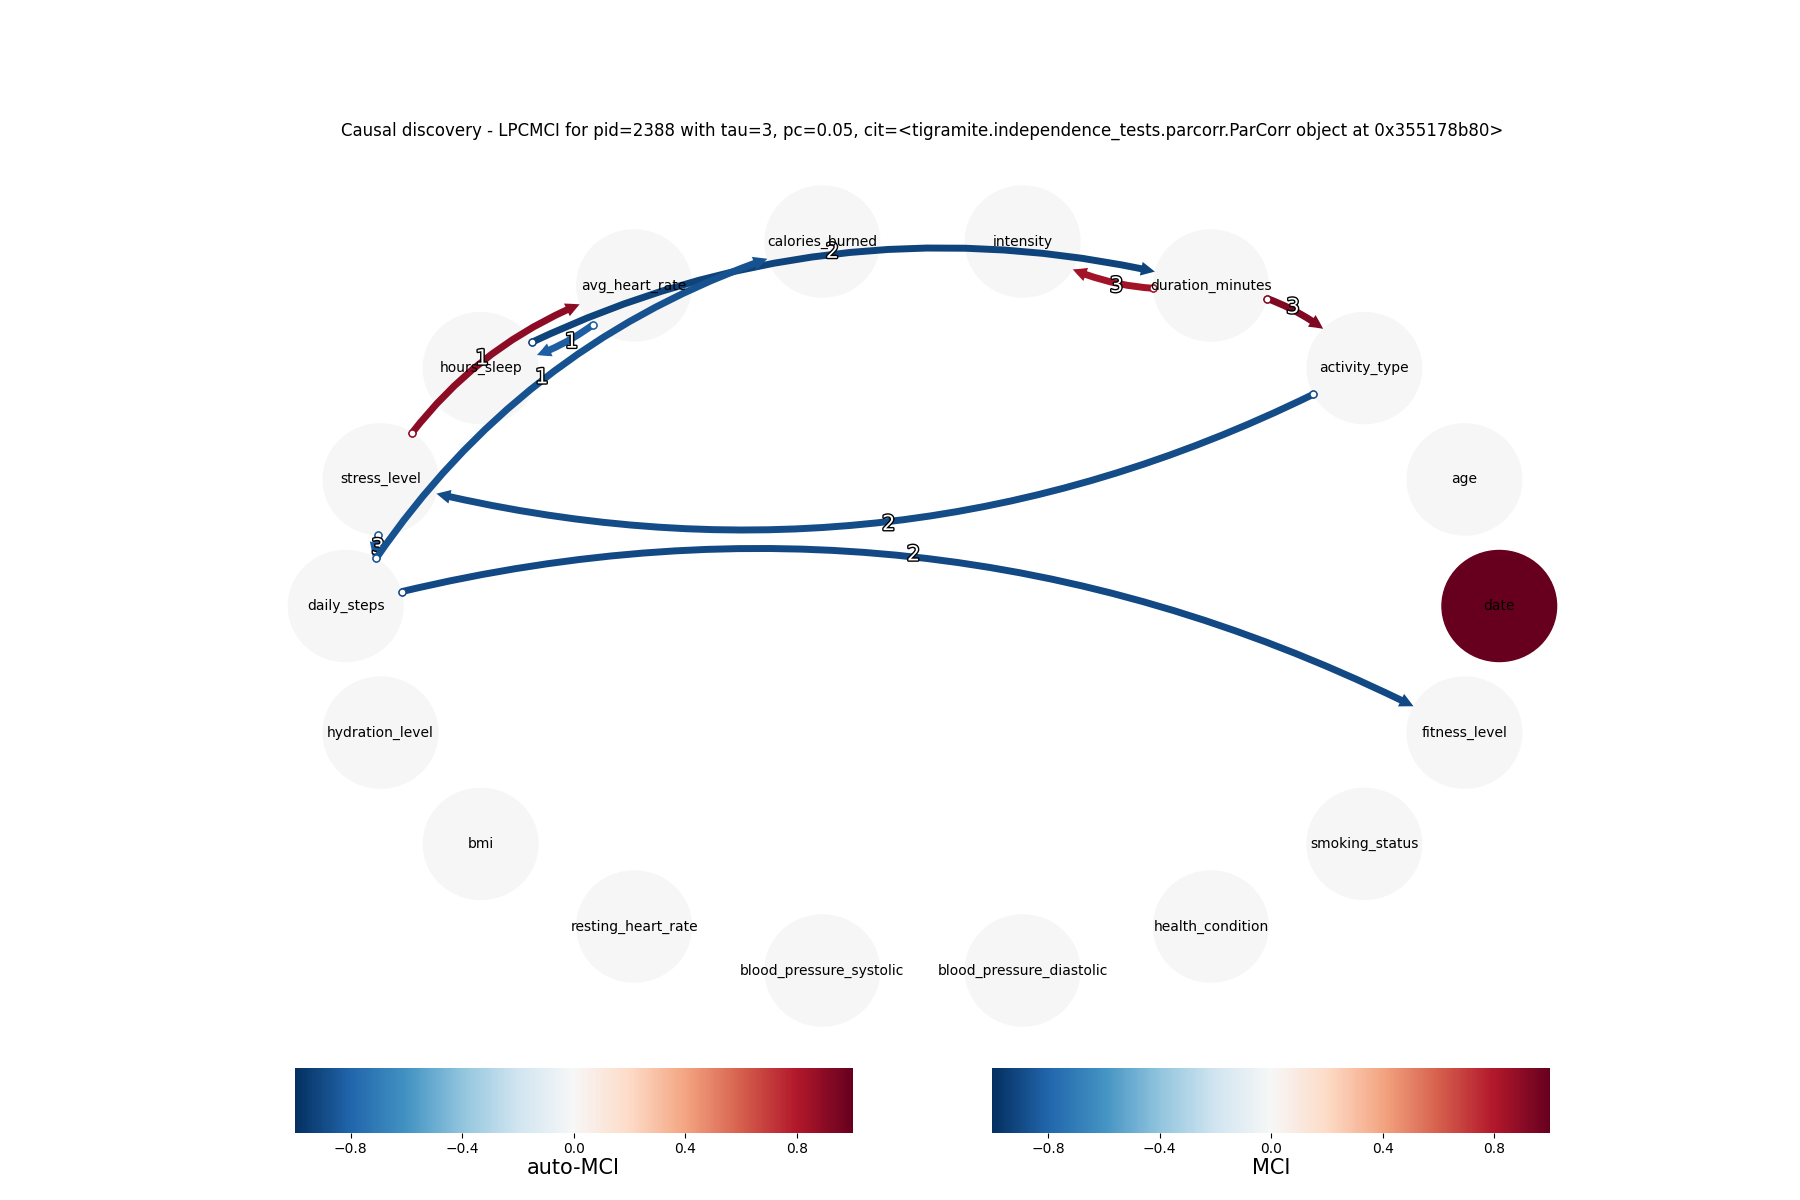 Causal discovery - LPCMCI for pid=2388 with tau=3, pc=0.05, cit=<tigramite.independence_tests.parcorr.ParCorr object at 0x355178b80>
calories_burned
intensity
2
avg_heart_rate
duration_minutes
3
3
1
1
hours_sleep
activity_type
1
stress_level
age
2
3
2
daily_steps
date
hydration_level
fitness_level
bmi
smoking_status
resting_heart_rate
health_condition
blood_pressure_systolic
blood_pressure_diastolic
−0.8 −0.4 0.0 0.4 0.8
auto-MCI
−0.8 −0.4 0.0 0.4 0.8
MCI